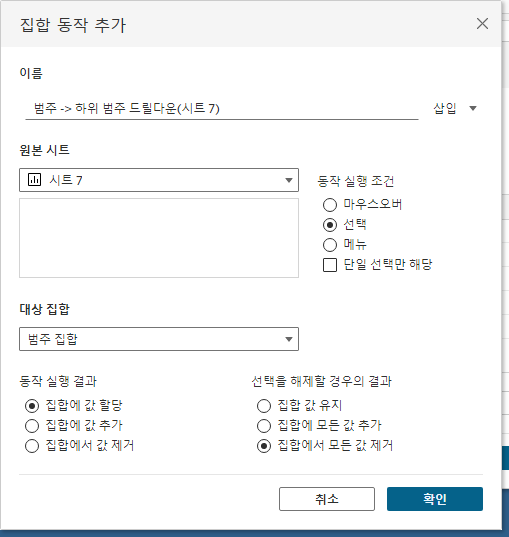 집합 동작 추가
이름
범주 -> 하위 범주 드릴다운(시트 7)
삽입
원본 시트
시트 7
동작 실행 조건
마우스오버
선택
메뉴
단일 선택만 해당
대상 집합
범주 집합
동작 실행 결과
집합에 값 할당
집합에 값 추가
집합에서 값 제거
선택을 해제할 경우의 결과
집합 값 유지
집합에 모든 값 추가
집합에서 모든 값 제거
취소
확인